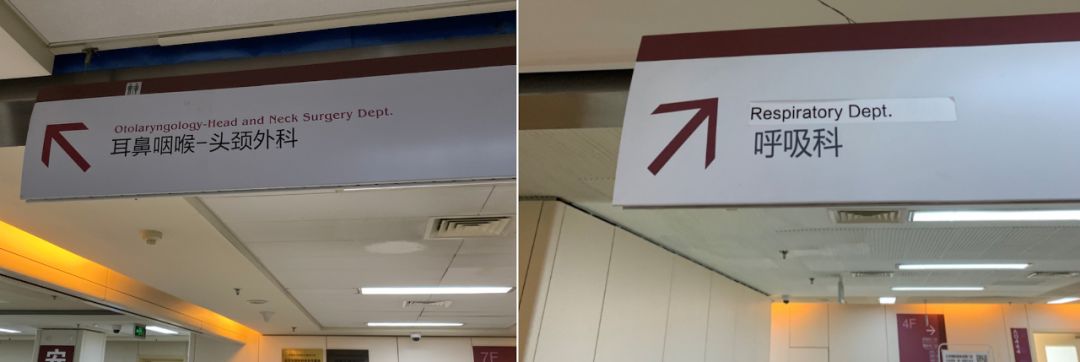 Otolaryngology-Head and Neck Surgery Dept.
耳鼻咽喉-头颈外科
7F
Respiratory Dept.
呼吸科
4F